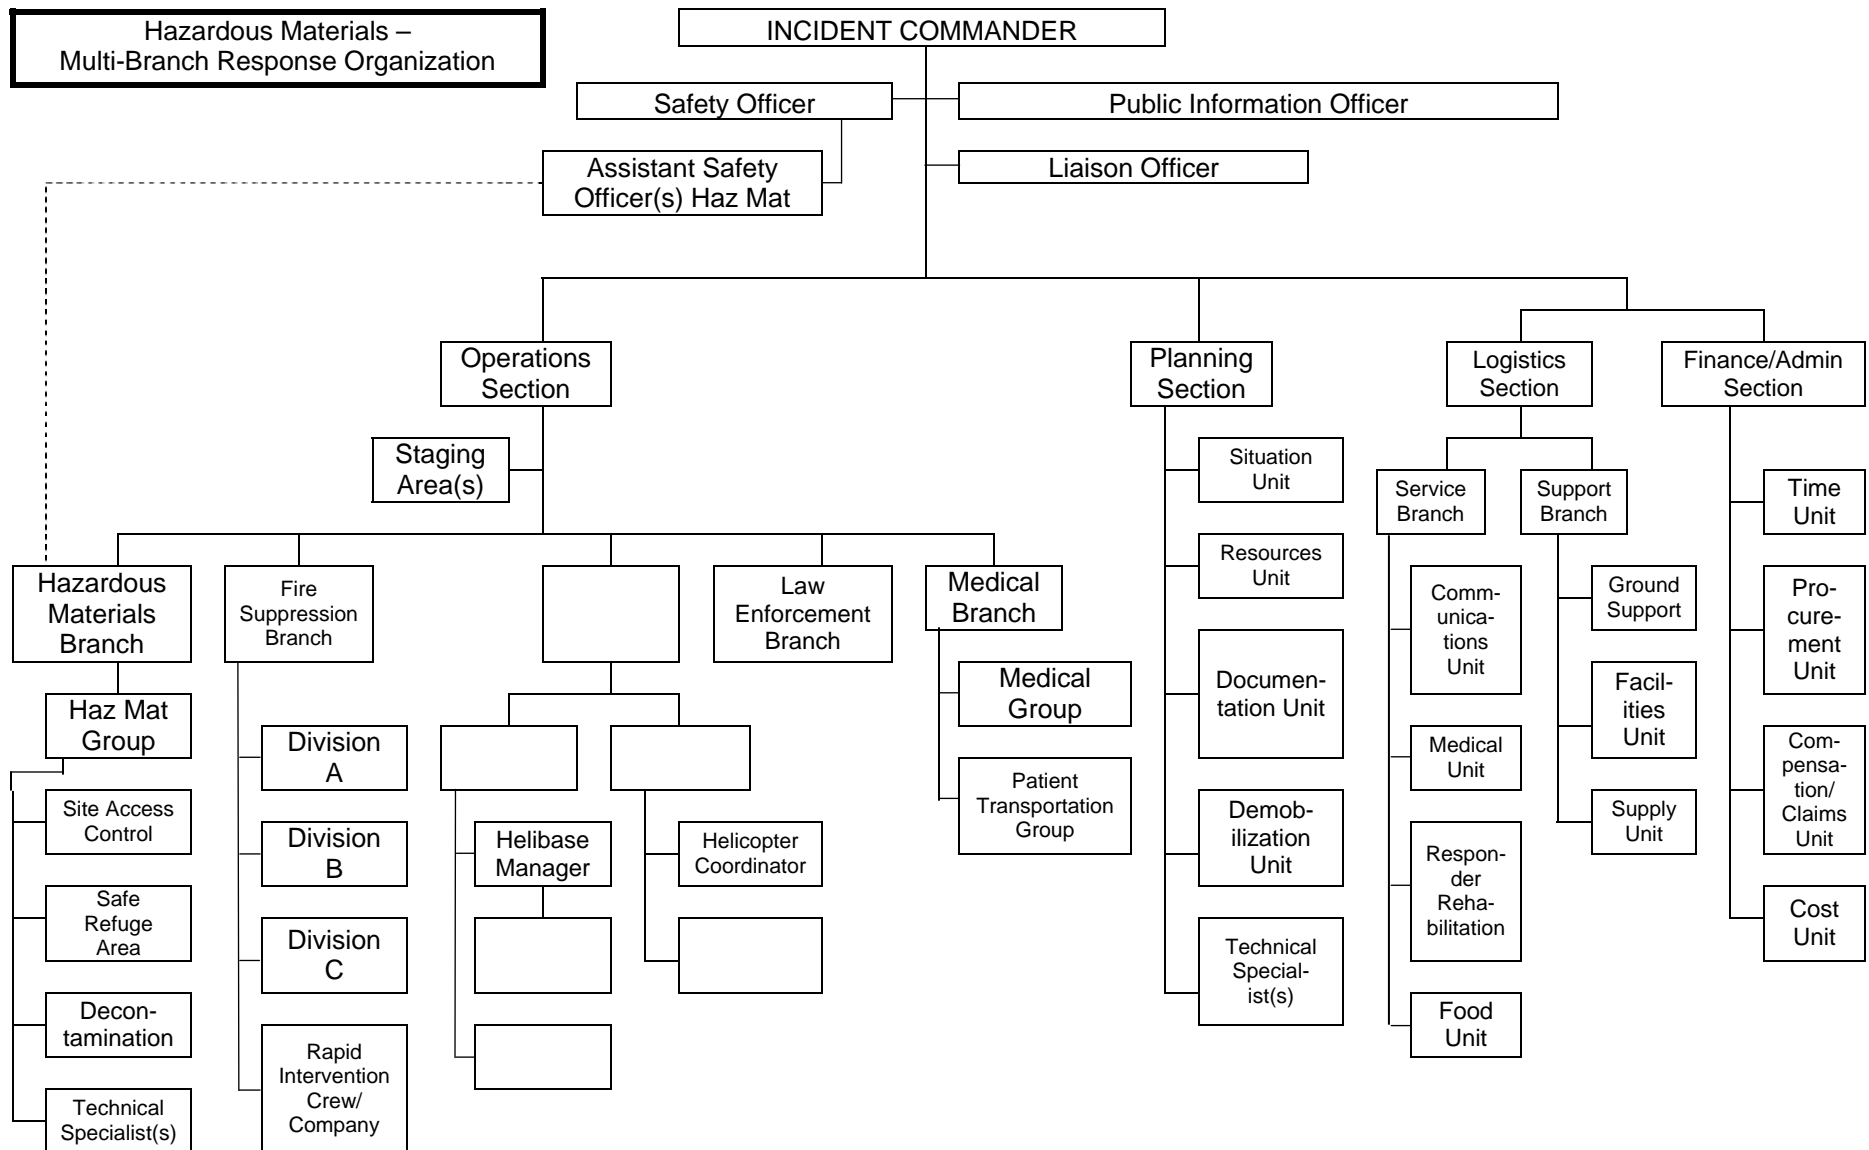 Hazardous Materials –
Multi-Branch Response Organization
INCIDENT COMMANDER
Safety Officer
Public Information Officer
Assistant Safety
Officer(s) Haz Mat
Liaison Officer
Operations
Section
Planning
Section
Logistics
Section
Finance/Admin
Section
Staging
Area(s)
Hazardous
Materials
Branch
Fire
Suppression
Branch
Law
Enforcement
Branch
Medical
Branch
Haz Mat
Group
Site Access
Control
Safe
Refuge
Area
Decon-
tamination
Technical
Specialist(s)
Division
A
Division
B
Division
C
Rapid
Intervention
Crew/
Company
Helibase
Manager
Helicopter
Coordinator
Medical
Group
Patient
Transportation
Group
Situation
Unit
Resources
Unit
Documen-
tation Unit
Demob-
ilization
Unit
Technical
Special-
ist(s)
Service
Branch
Support
Branch
Comm-
unica-
tions
Unit
Medical
Unit
Respon-
der
Reha-
bilitation
Food
Unit
Ground
Support
Facil-
ities
Unit
Supply
Unit
Time
Unit
Pro-
cure-
ment
Unit
Com-
pensa-
tion/
Claims
Unit
Cost
Unit